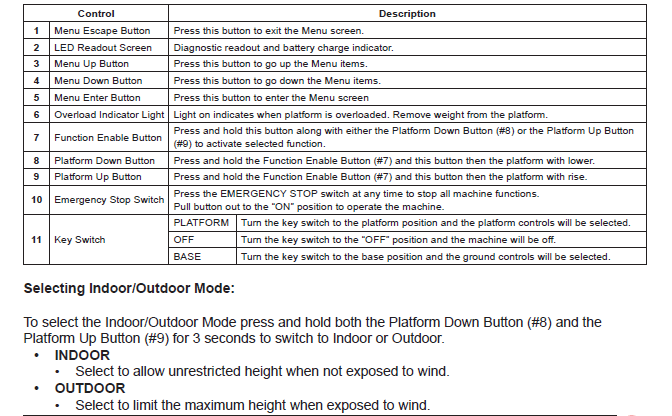 Control Description
1 Menu Escape Button Press this button to exit the Menu screen.
2 LED Readout Screen Diagnostic readout and battery charge indicator.
3 Menu Up Button Press this button to go up the Menu items.
4 Menu Down Button Press this button to go down the Menu items.
5 Menu Enter Button Press this button to enter the Menu screen
6 Overload Indicator Light Light on indicates when platform is overloaded. Remove weight from the platform.
7 Function Enable Button Press and hold this button along with either the Platform Down Button (#8) or the Platform Up Button
(#9) to activate selected function.
8 Platform Down Button Press and hold the Function Enable Button (#7) and this button then the platform with lower.
9 Platform Up Button Press and hold the Function Enable Button (#7) and this button then the platform with rise.
10 Emergency Stop Switch Press the EMERGENCY STOP switch at any time to stop all machine functions.
Pull button out to the “ON” position to operate the machine.
11 Key Switch PLATFORM Turn the key switch to the platform position and the platform controls will be selected.
OFF Turn the key switch to the “OFF” position and the machine will be off.
BASE Turn the key switch to the base position and the ground controls will be selected.
Selecting Indoor/Outdoor Mode:
To select the Indoor/Outdoor Mode press and hold both the Platform Down Button (#8) and the
Platform Up Button (#9) for 3 seconds to switch to Indoor or Outdoor.
• INDOOR
• Select to allow unrestricted height when not exposed to wind.
• OUTDOOR
• Select to limit the maximum height when exposed to wind.